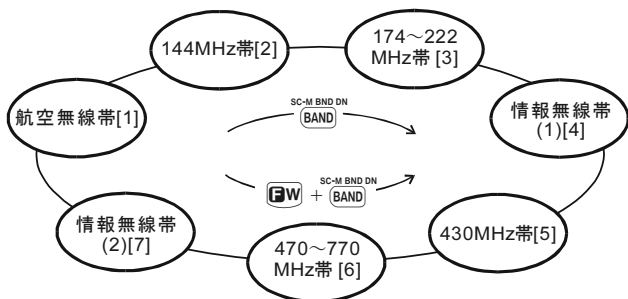 144MHz帯[2]
174～222
MHz帯 [3]
航空無線帯[1]
SC-M BND DN
BAND
情報無線帯
(1)[4]
FW + BAND
SC-M BND DN
情報無線帯
(2)[7]
470～770
MHz帯 [6]
430MHz帯[5]